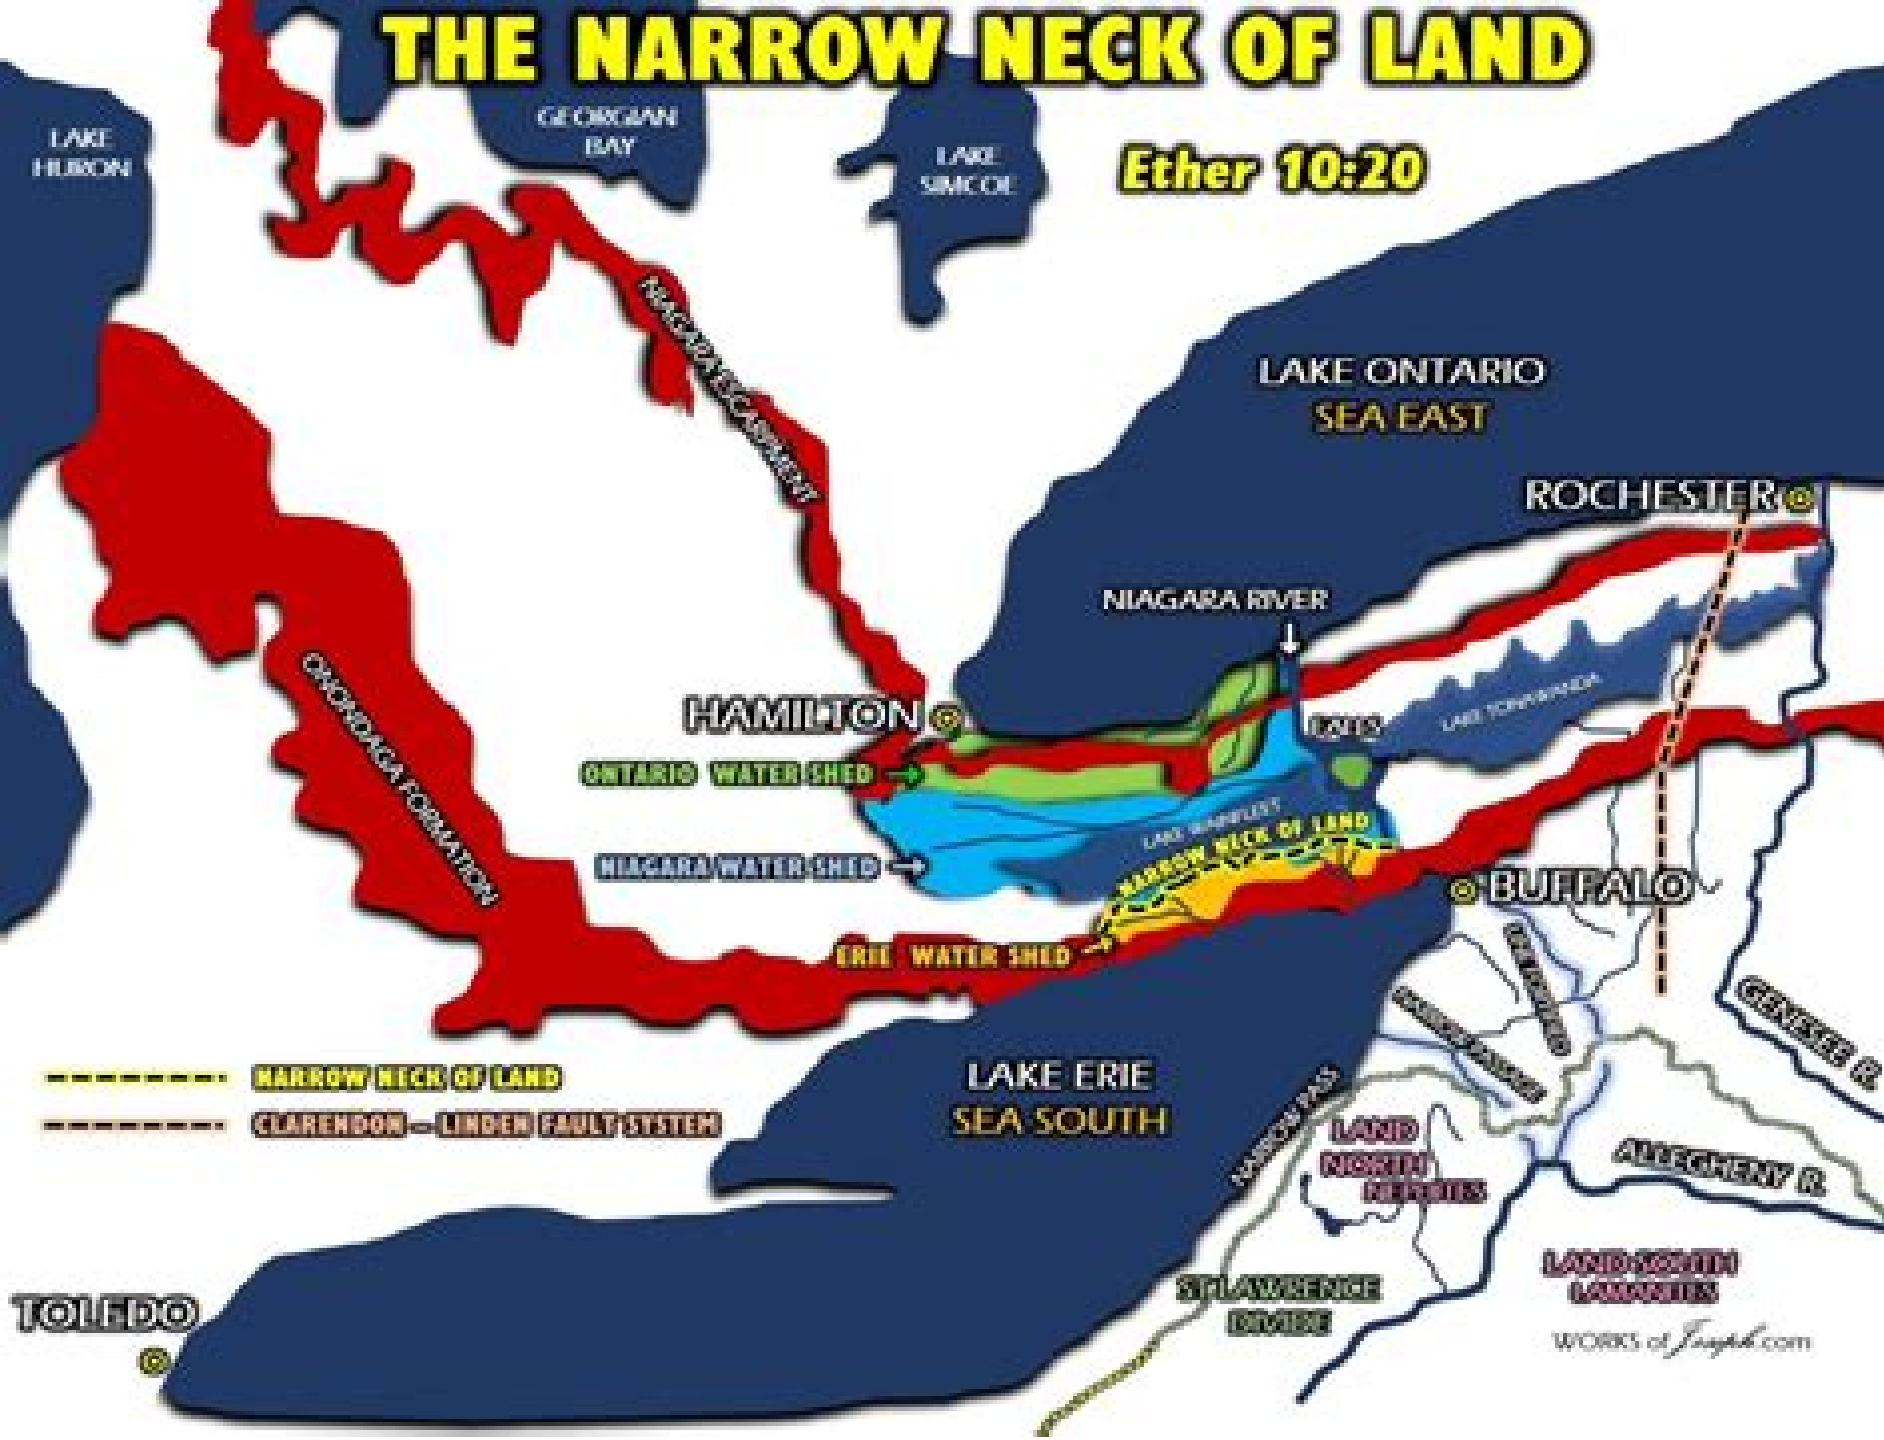 THE NARROW NECK OF LAND
Ether 10:20
LAKE
HURON
GEORGIAN
BAY
LAKE
SIMCOE
NIAGARA ESCARPMENT
LAKE ONTARIO
SEA EAST
ROCHESTER
NIAGARA RIVER
ONONDAGA FORMATION
HAMILTON
FALLS
LAKE TONAWANDA
ONTARIO WATER SHED
LAKE WAINFLEET
NARROW NECK OF LAND
NIAGARA WATER SHED
BUFFALO
ERIE WATER SHED
NARROW PASSAGE
GENESEE R.
NARROW NECK OF LAND
CLARENDON - LINDEN FAULT SYSTEM
LAKE ERIE
SEA SOUTH
NARROW PASS
LAND
NORTH
NEPHITES
ALLEGHENY R.
ST LAWRENCE
DIVIDE
LAND SOUTH
LAMANITES
TOLEDO
WORKS of Joseph.com